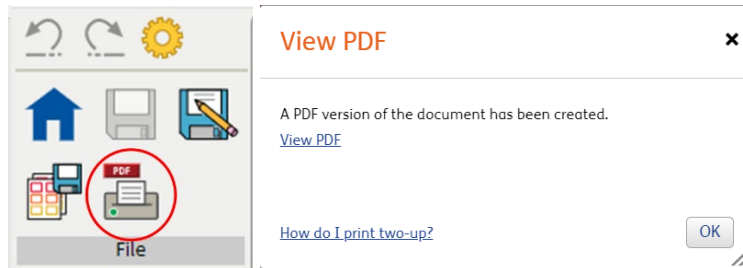 PDF
File
View PDF
A PDF version of the document has been created.
View PDF
How do I print two-up?
OK